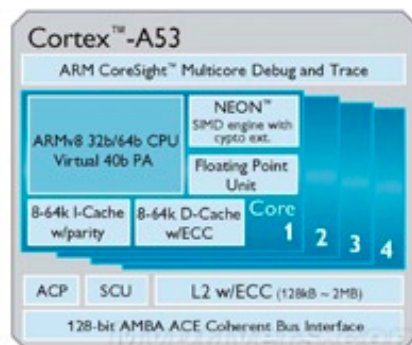 Cortex™-A53
ARM CoreSight™ Multicore Debug and Trace
ARMv8 32b/64b CPU
Virtual 40b PA
NEON™
SIMD engine with
cypto ext.
Floating Point
Unit
8-64k I-Cache
w/parity
8-64k D-Cache
w/ECC
Core
1
2
3
4
ACP
SCU
L2 w/ECC (128kB ~ 2MB)
128-bit AMBA ACE Coherent Bus Interface